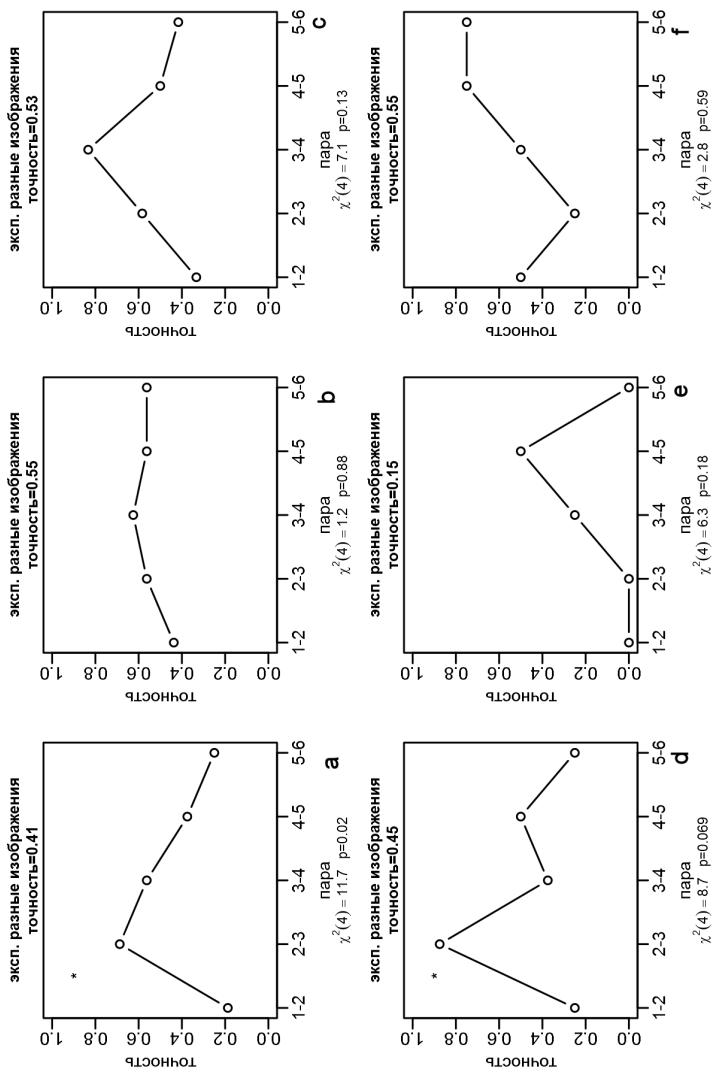 эксп. разные изображения
точность=0.41
*
точность
0.0 0.2 0.4 0.6 0.8 1.0
1-2 2-3 3-4 4-5 5-6
пара
χ²(4) = 11.7 p=0.02
a
эксп. разные изображения
точность=0.55
точность
0.0 0.2 0.4 0.6 0.8 1.0
1-2 2-3 3-4 4-5 5-6
пара
χ²(4) = 1.2 p=0.88
b
эксп. разные изображения
точность=0.53
точность
0.0 0.2 0.4 0.6 0.8 1.0
1-2 2-3 3-4 4-5 5-6
пара
χ²(4) = 7.1 p=0.13
c
эксп. разные изображения
точность=0.45
*
точность
0.0 0.2 0.4 0.6 0.8 1.0
1-2 2-3 3-4 4-5 5-6
пара
χ²(4) = 8.7 p=0.069
d
эксп. разные изображения
точность=0.15
точность
0.0 0.2 0.4 0.6 0.8 1.0
1-2 2-3 3-4 4-5 5-6
пара
χ²(4) = 6.3 p=0.18
e
эксп. разные изображения
точность=0.55
точность
0.0 0.2 0.4 0.6 0.8 1.0
1-2 2-3 3-4 4-5 5-6
пара
χ²(4) = 2.8 p=0.59
f